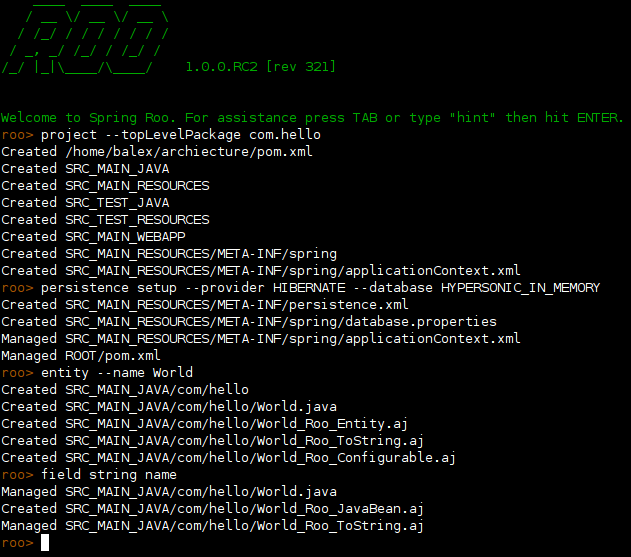 ____  ____  ____
   / __ \/ __ \/ __ \
  / /_/ / / / / / / /
 / _, _/ /_/ / /_/ /
/_/ |_|\____/\____/    1.0.0.RC2 [rev 321]
Welcome to Spring Roo. For assistance press TAB or type "hint" then hit ENTER.
roo> project --topLevelPackage com.hello
Created /home/balex/archiecture/pom.xml
Created SRC_MAIN_JAVA
Created SRC_MAIN_RESOURCES
Created SRC_TEST_JAVA
Created SRC_TEST_RESOURCES
Created SRC_MAIN_WEBAPP
Created SRC_MAIN_RESOURCES/META-INF/spring
Created SRC_MAIN_RESOURCES/META-INF/spring/applicationContext.xml
roo> persistence setup --provider HIBERNATE --database HYPERSONIC_IN_MEMORY
Created SRC_MAIN_RESOURCES/META-INF/persistence.xml
Created SRC_MAIN_RESOURCES/META-INF/spring/database.properties
Managed SRC_MAIN_RESOURCES/META-INF/spring/applicationContext.xml
Managed ROOT/pom.xml
roo> entity --name World
Created SRC_MAIN_JAVA/com/hello
Created SRC_MAIN_JAVA/com/hello/World.java
Created SRC_MAIN_JAVA/com/hello/World_Roo_Entity.aj
Created SRC_MAIN_JAVA/com/hello/World_Roo_ToString.aj
Created SRC_MAIN_JAVA/com/hello/World_Roo_Configurable.aj
roo> field string name
Managed SRC_MAIN_JAVA/com/hello/World.java
Created SRC_MAIN_JAVA/com/hello/World_Roo_JavaBean.aj
Managed SRC_MAIN_JAVA/com/hello/World_Roo_ToString.aj
roo>